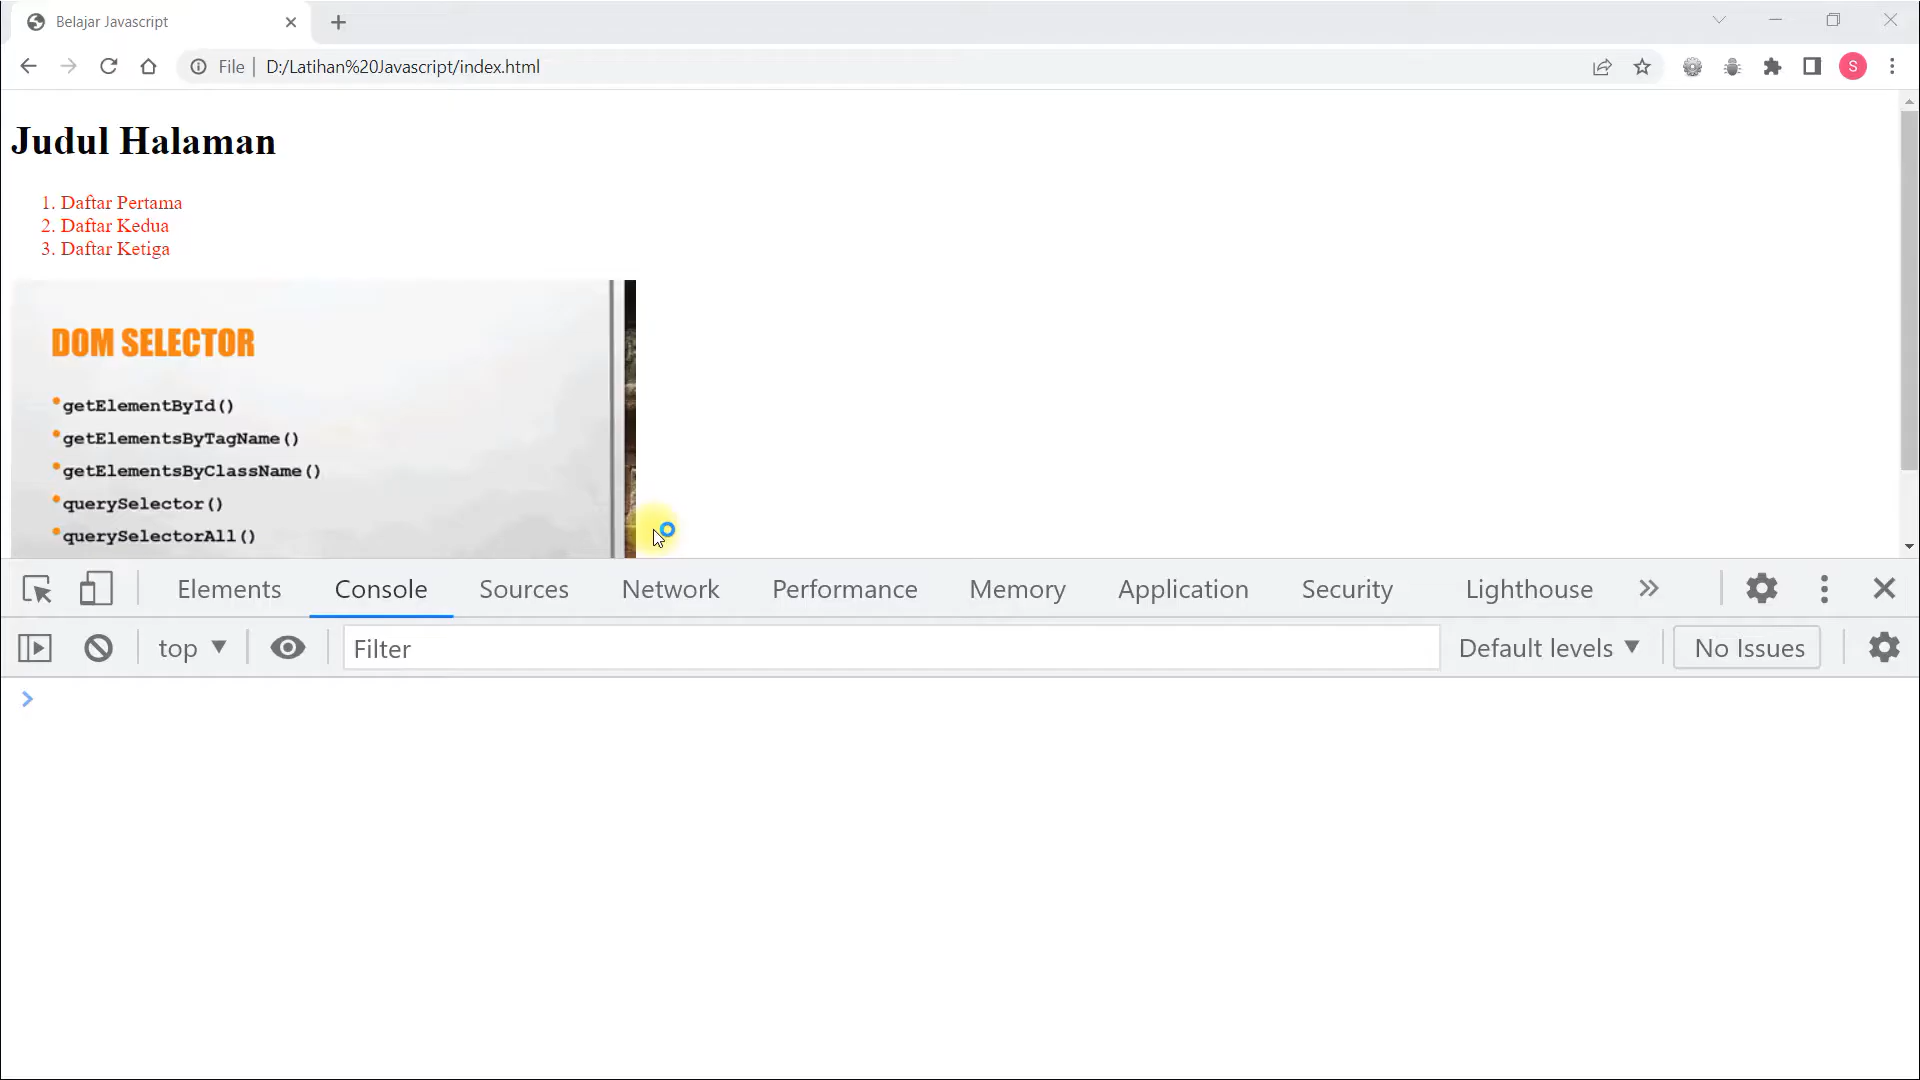 Belajar Javascript
File D:/Latihan%20Javascript/index.html S
Judul Halaman
1. Daftar Pertama
2. Daftar Kedua
3. Daftar Ketiga
DOM SELECTOR
•getElementById()
•getElementsByTagName()
•getElementsByClassName()
•querySelector()
•querySelectorAll()
Elements Console Sources Network Performance Memory Application Security Lighthouse
top Filter Default levels No Issues